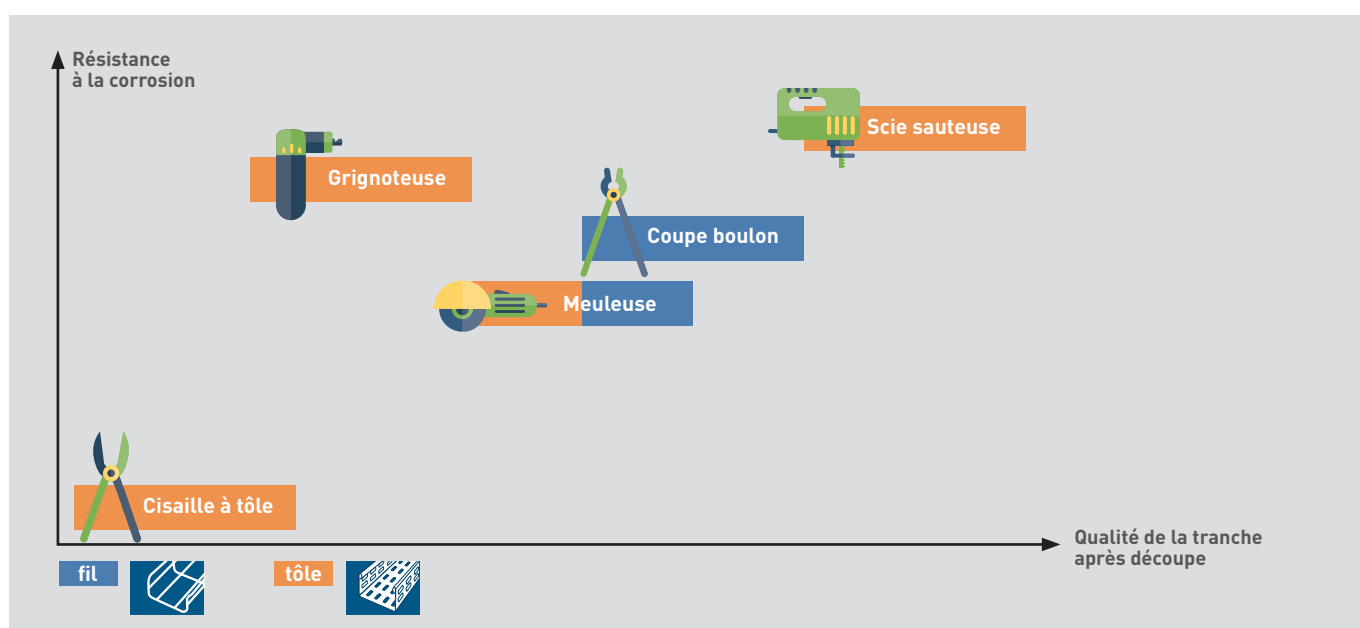 Résistance
à la corrosion
Scie sauteuse
Grignoteuse
Coupe boulon
Meuleuse
Cisaille à tôle
Qualité de la tranche
après découpe
fil
tôle